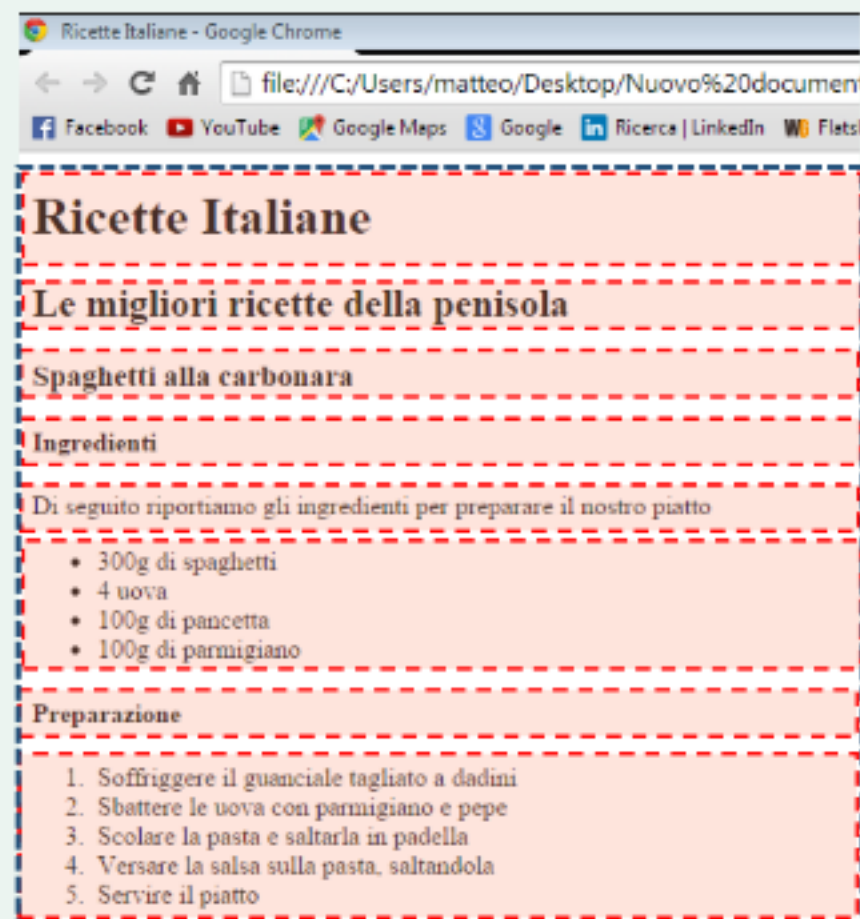 Ricette Italiane - Google Chrome
file:///C:/Users/matteo/Desktop/Nuovo%20documen
Facebook YouTube Google Maps Google Ricerca | LinkedIn Flats
Ricette Italiane
Le migliori ricette della penisola
Spaghetti alla carbonara
Ingredienti
Di seguito riportiamo gli ingredienti per preparare il nostro piatto
• 300g di spaghetti
• 4 uova
• 100g di pancetta
• 100g di parmigiano
Preparazione
1. Soffriggere il guanciale tagliato a dadini
2. Sbattere le uova con parmigiano e pepe
3. Scolare la pasta e saltarla in padella
4. Versare la salsa sulla pasta, saltandola
5. Servire il piatto